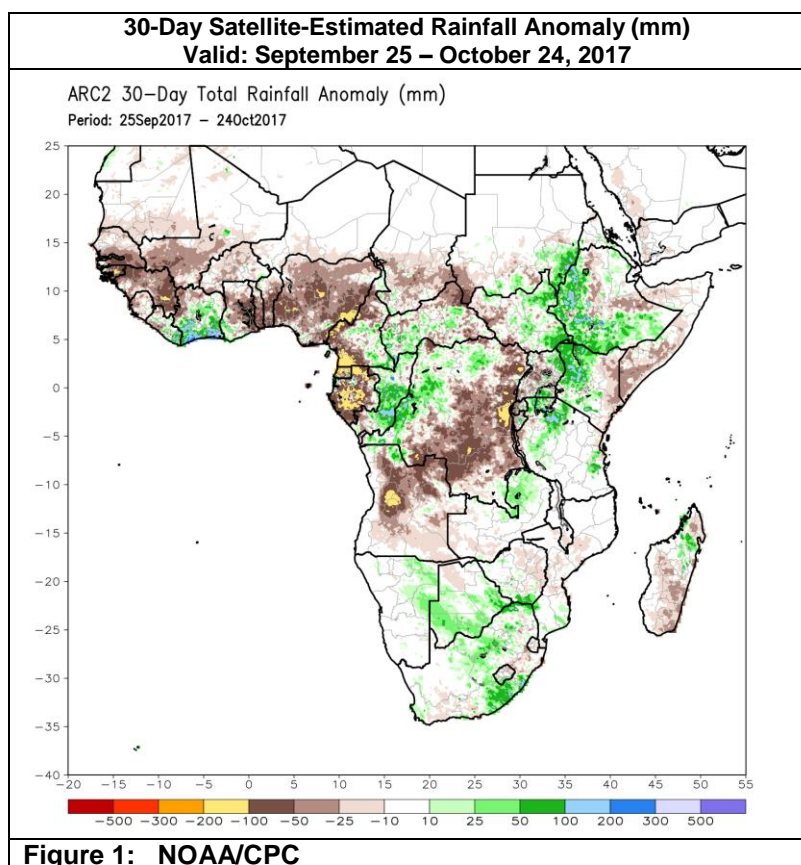 30-Day Satellite-Estimated Rainfall Anomaly (mm)
Valid: September 25 – October 24, 2017
ARC2 30-Day Total Rainfall Anomaly (mm)
Period: 25Sep2017 - 24Oct2017
25
20
15
10
5
0
-5
-10
-15
-20
-25
-30
-35
-40
-20 -15 -10 -5 0 5 10 15 20 25 30 35 40 45 50 55
-500 -300 -200 -100 -50 -25 -10 10 25 50 100 200 300 500
Figure 1: NOAA/CPC